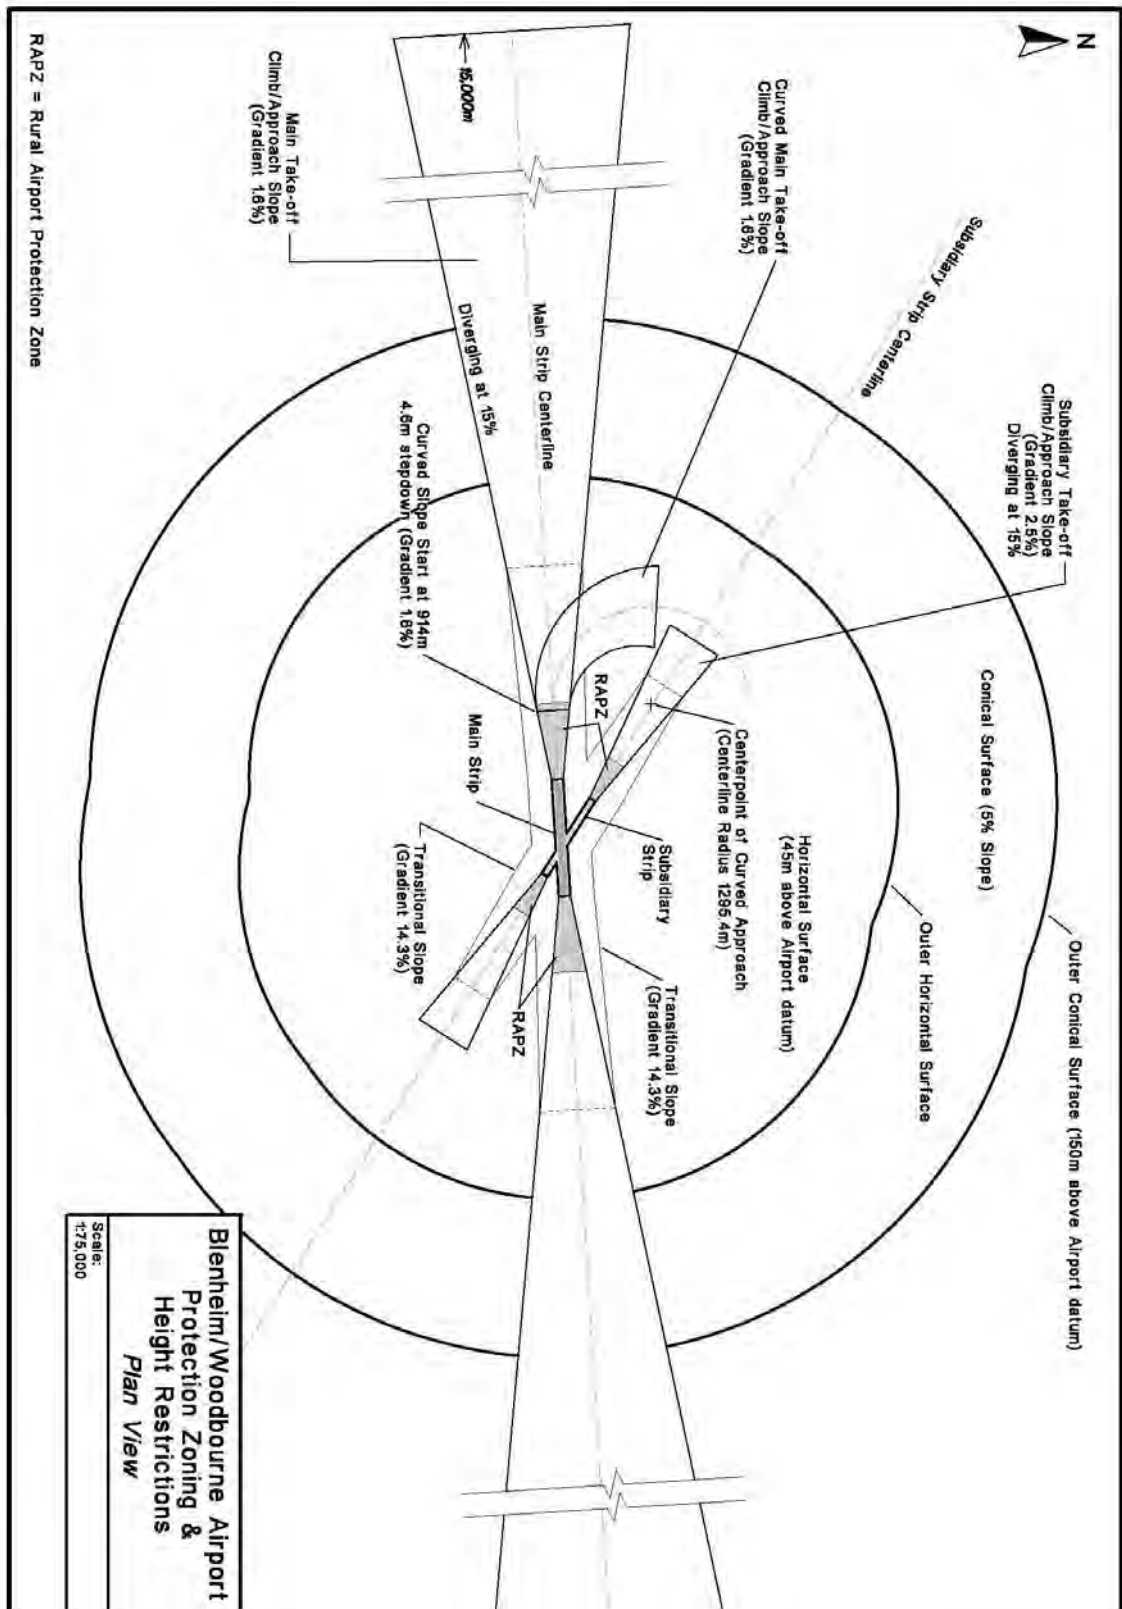 N
15,000m
Main Take-off
Climb/Approach Slope
(Gradient 1.6%)
Curved Main Take-off
Climb/Approach Slope
(Gradient 1.6%)
Subsidiary Strip Centerline
Subsidiary Take-off
Climb/Approach Slope
(Gradient 2.5%)
Diverging at 15%
Main Strip Centerline
Diverging at 15%
Curved Slope Start at 914m
4.6m stepdown (Gradient 1.6%)
Main Strip
RAPZ
Centerpoint of Curved Approach
(Centerline Radius 1295.4m)
Subsidiary
Strip
Horizontal Surface
(45m above Airport datum)
Conical Surface (5% Slope)
Outer Horizontal Surface
Outer Conical Surface (150m above Airport datum)
Transitional Slope
(Gradient 14.3%)
Transitional Slope
(Gradient 14.3%)
RAPZ
RAPZ = Rural Airport Protection Zone
Blenheim/Woodbourne Airport
Protection Zoning &
Height Restrictions
Plan View
Scale:
1:75,000